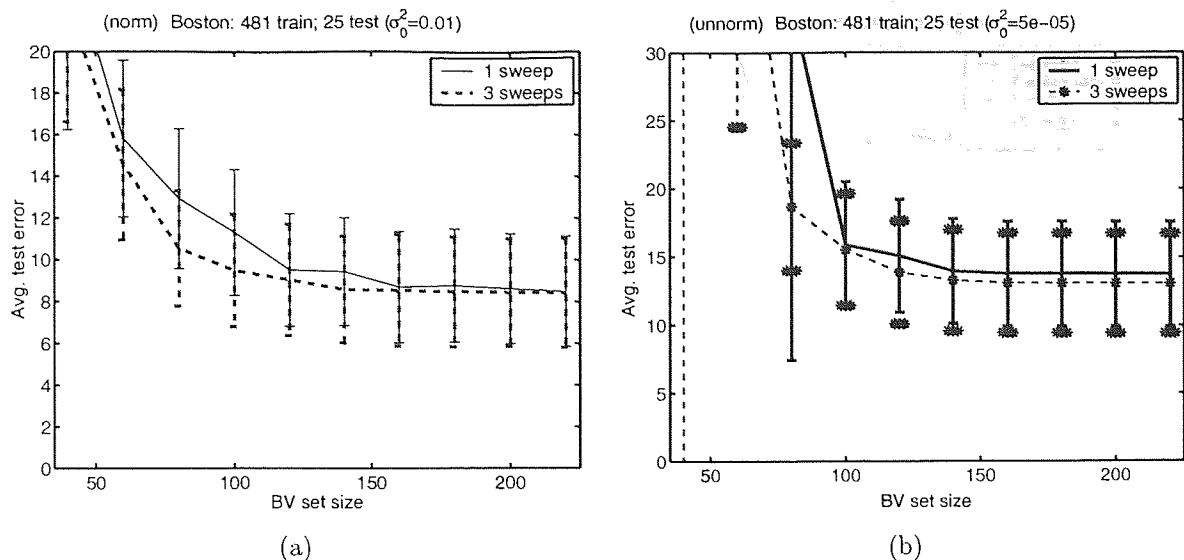 (norm) Boston: 481 train; 25 test (σ₀²=0.01)
20
18
16
14
12
10
8
6
4
2
0
Avg. test error
1 sweep
3 sweeps
50
100
150
200
BV set size
(a)
(unnorm) Boston: 481 train; 25 test (σ₀²=5e−05)
30
25
20
15
10
5
0
Avg. test error
1 sweep
3 sweeps
50
100
150
200
BV set size
(b)